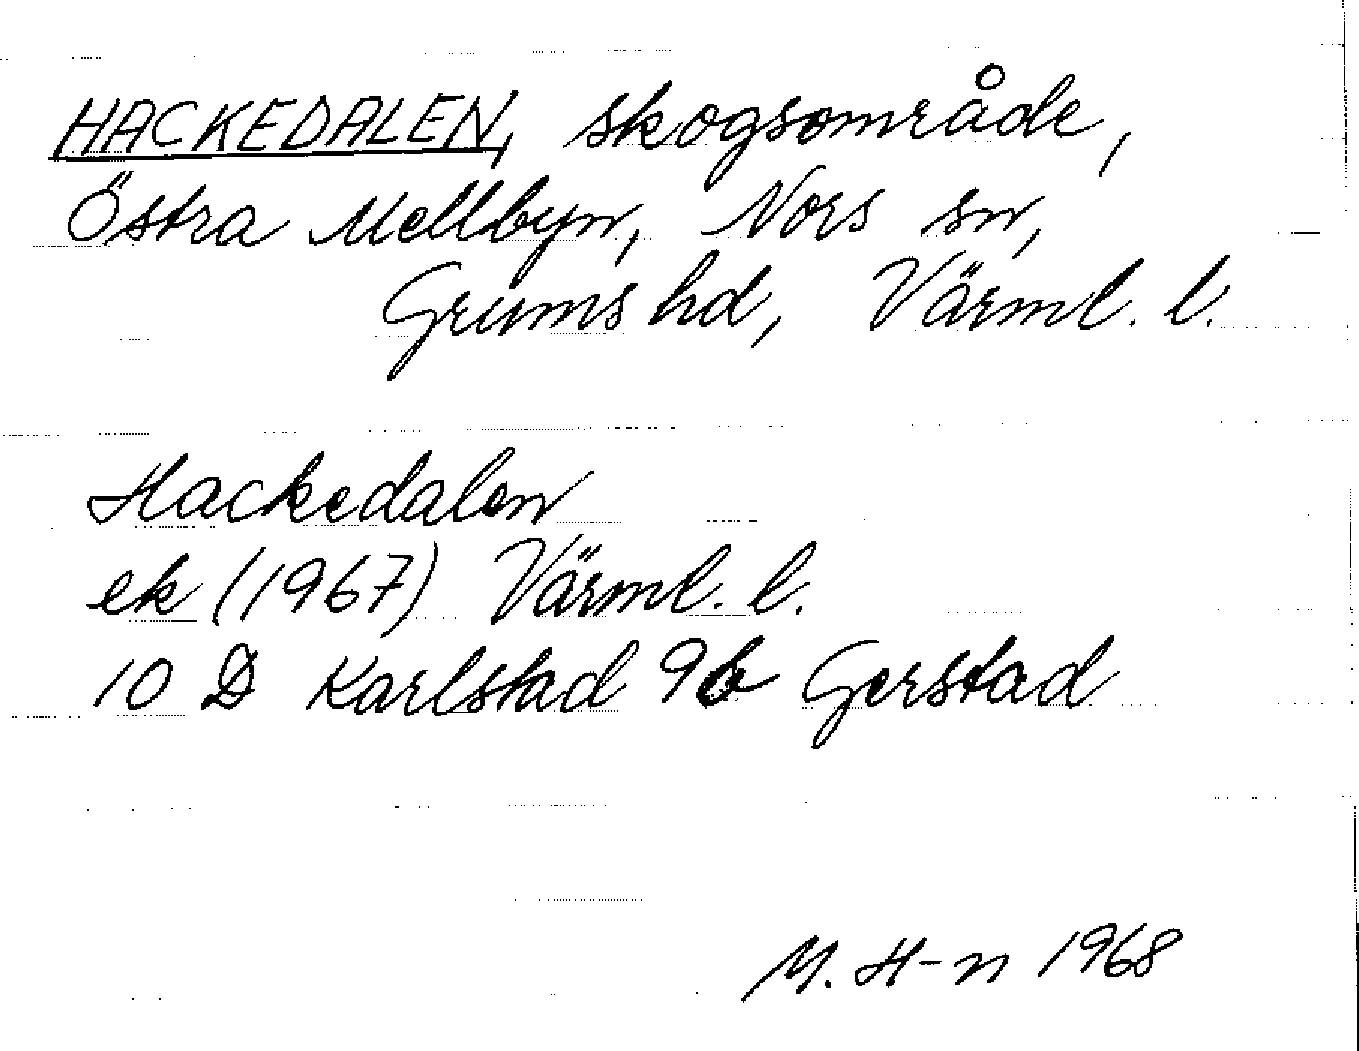 HACKEDALEN, skogsområde,
Östra Mellbyn, Nors sn,
Grums hd, Värml. l.
Hackedalen
ek (1967) Värml. l.
10 D Karlstad 9b Gerstad
M. H-n 1968